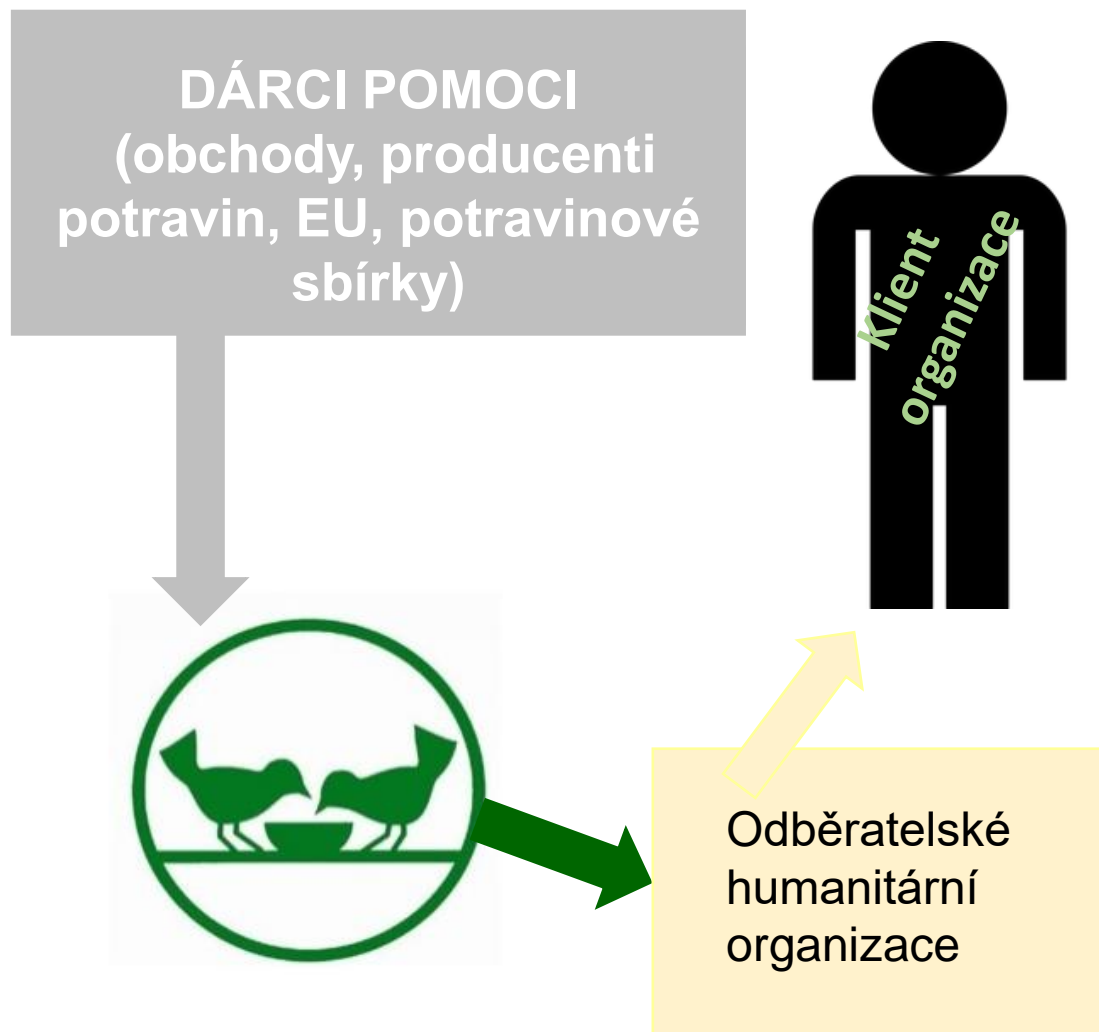 DÁRCI POMOCI
(obchody, producenti
potravin, EU, potravinové
sbírky)
Klient
organizace
Odběratelské
humanitární
organizace